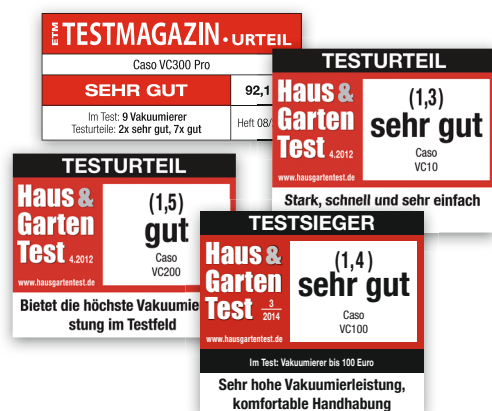 ETM TESTMAGAZIN·URTEIL
Caso VC300 Pro
SEHR GUT
92,1
Im Test: 9 Vakuumierer
Testurteile: 2x sehr gut, 7x gut
Heft 08/
TESTURTEIL
Haus &
Garten
Test 4.2012
www.hausgartentest.de
(1,3)
sehr gut
Caso
VC10
Stark, schnell und sehr einfach
TESTURTEIL
Haus &
Garten
Test 4.2012
www.hausgartentest.de
(1,5)
gut
Caso
VC200
Bietet die höchste Vakuumie
stung im Testfeld
TESTSIEGER
Haus &
Garten
Test 3 2014
www.hausgartentest.de
(1,4)
sehr gut
Caso
VC100
Im Test: Vakuumierer bis 100 Euro
Sehr hohe Vakuumierleistung,
komfortable Handhabung